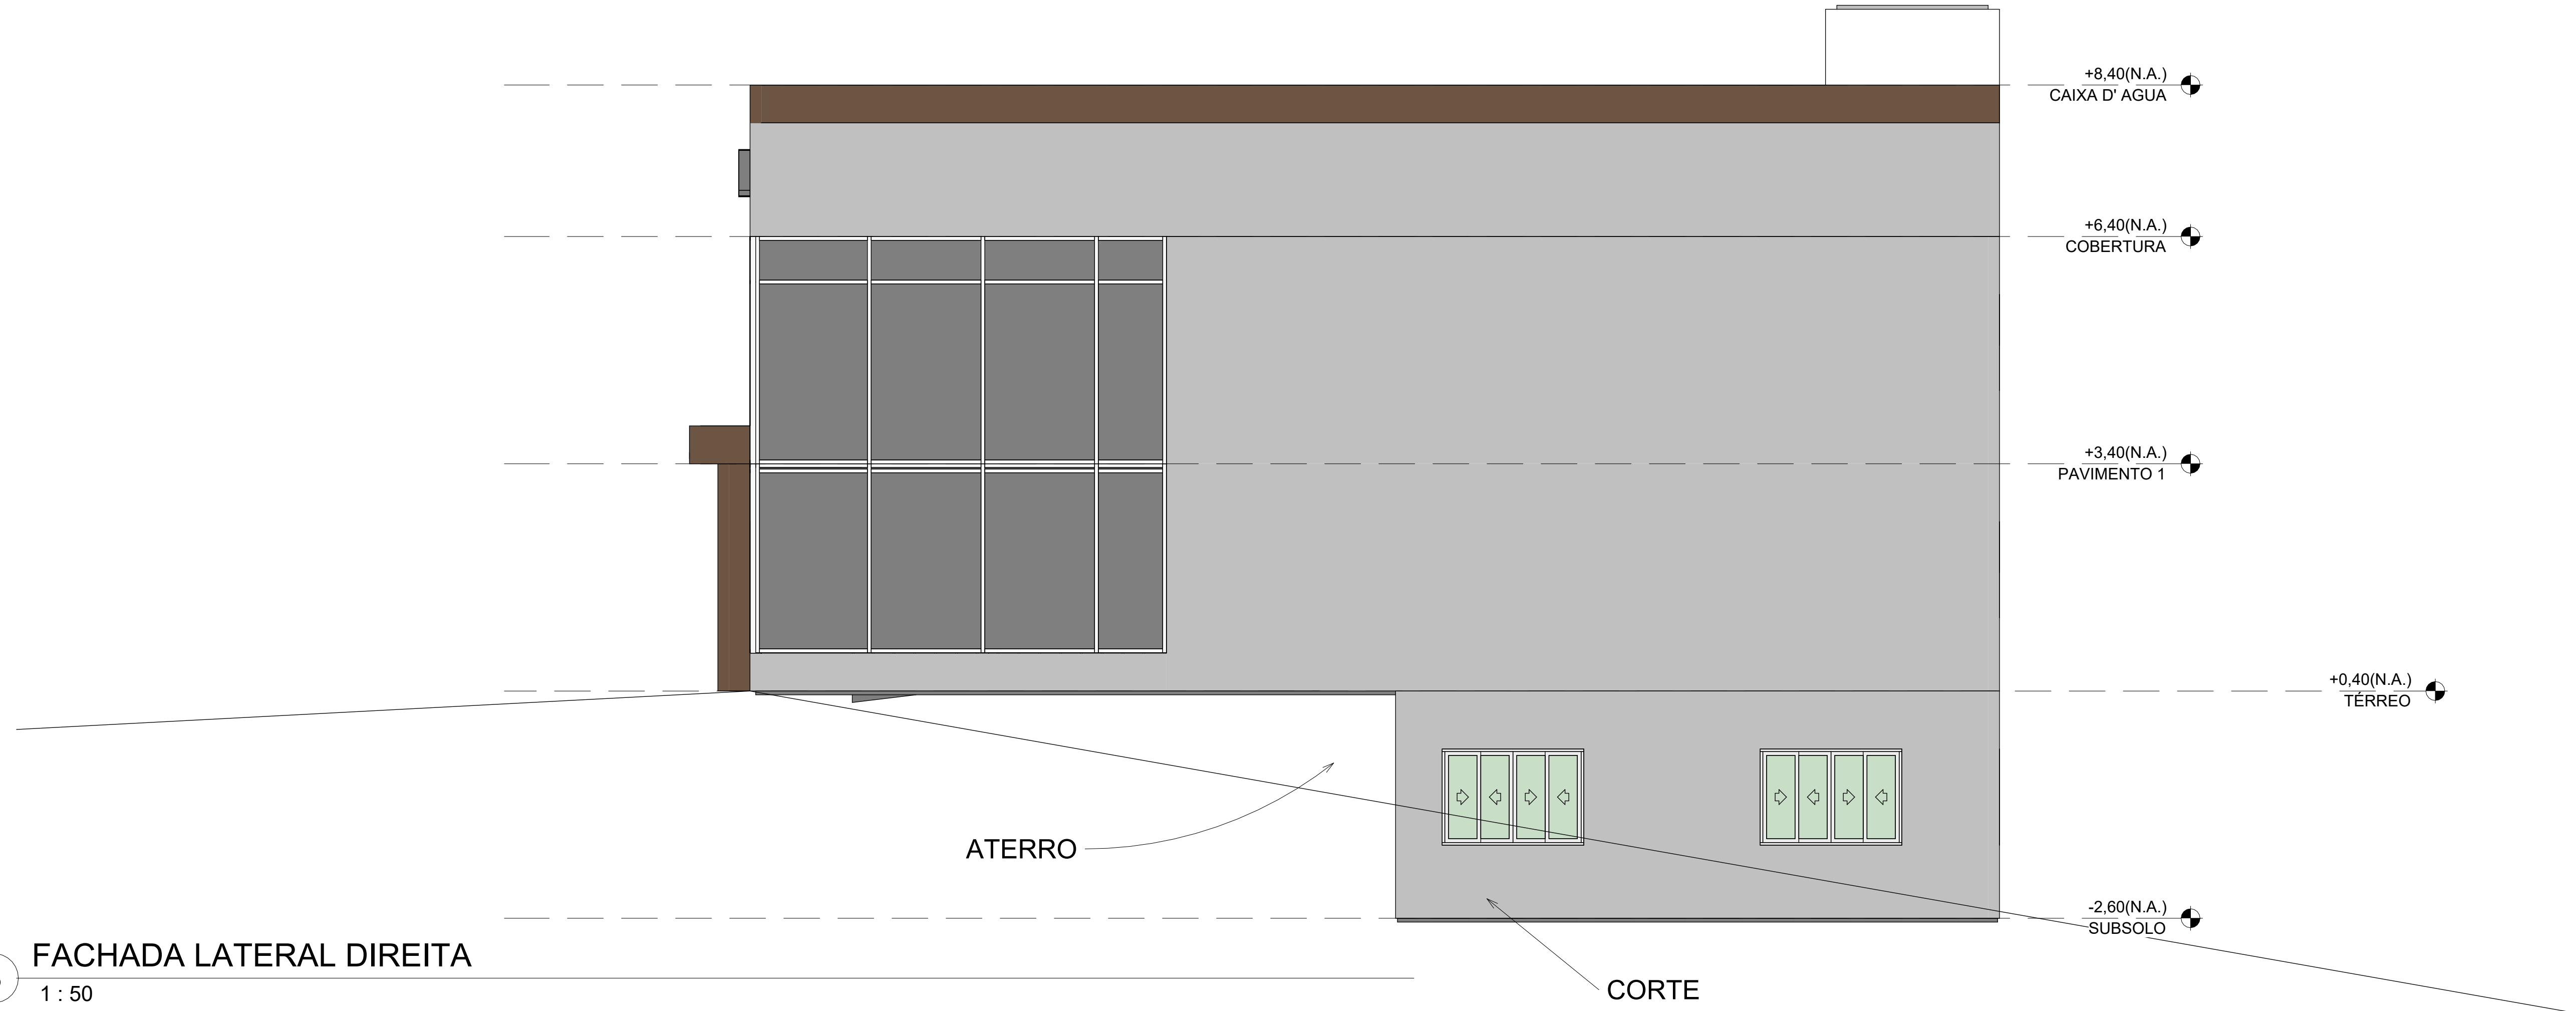 +8,40(N.A.)
CAIXA D' AGUA
+6,40(N.A.)
COBERTURA
+3,40(N.A.)
PAVIMENTO 1
+0,40(N.A.)
TÉRREO
ATERRO
-2,60(N.A.)
SUBSOLO
FACHADA LATERAL DIREITA
1 : 50
CORTE